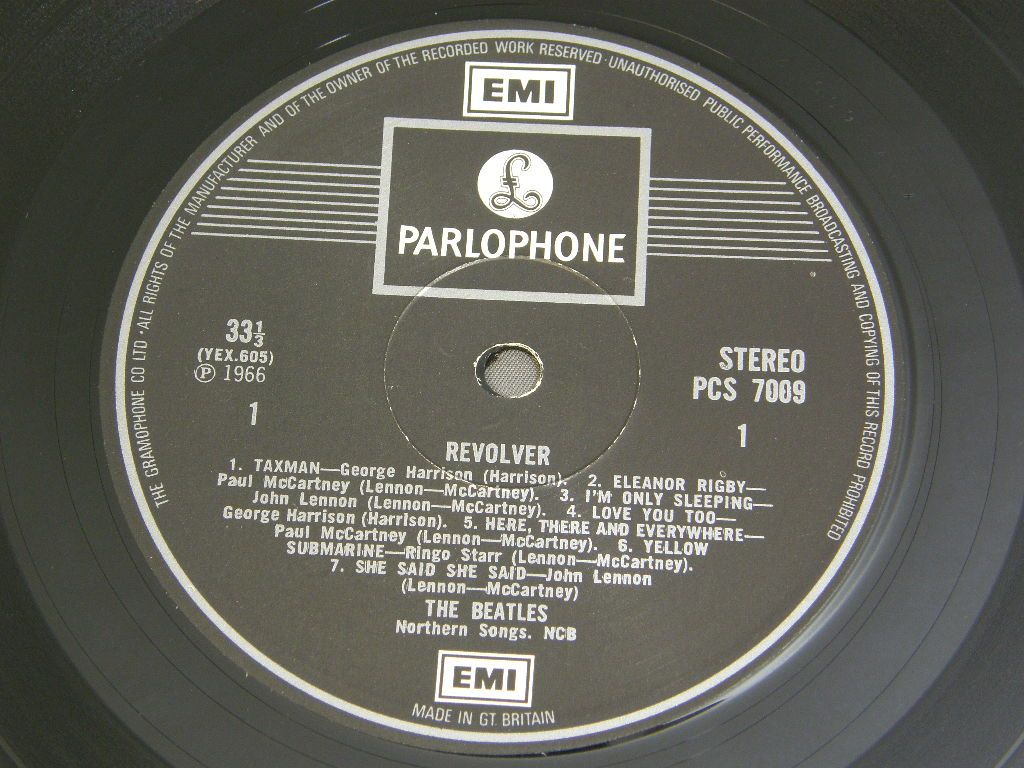 THE GRAMOPHONE CO LTD · ALL RIGHTS OF THE MANUFACTURER AND OF THE OWNER OF THE RECORDED WORK RESERVED · UNAUTHORISED PUBLIC PERFORMANCE BROADCASTING AND COPYING OF THIS RECORD PROHIBITED
EMI
£
PARLOPHONE
33⅓
(YEX.605)
Ⓟ 1966
1
STEREO
PCS 7009
1
REVOLVER
1. TAXMAN—George Harrison (Harrison). 2. ELEANOR RIGBY—
Paul McCartney (Lennon—McCartney). 3. I'M ONLY SLEEPING—
John Lennon (Lennon—McCartney). 4. LOVE YOU TOO—
George Harrison (Harrison). 5. HERE, THERE AND EVERYWHERE—
Paul McCartney (Lennon—McCartney). 6. YELLOW
SUBMARINE—Ringo Starr (Lennon—McCartney).
7. SHE SAID SHE SAID—John Lennon
(Lennon—McCartney)
THE BEATLES
Northern Songs. NCB
EMI
MADE IN GT. BRITAIN